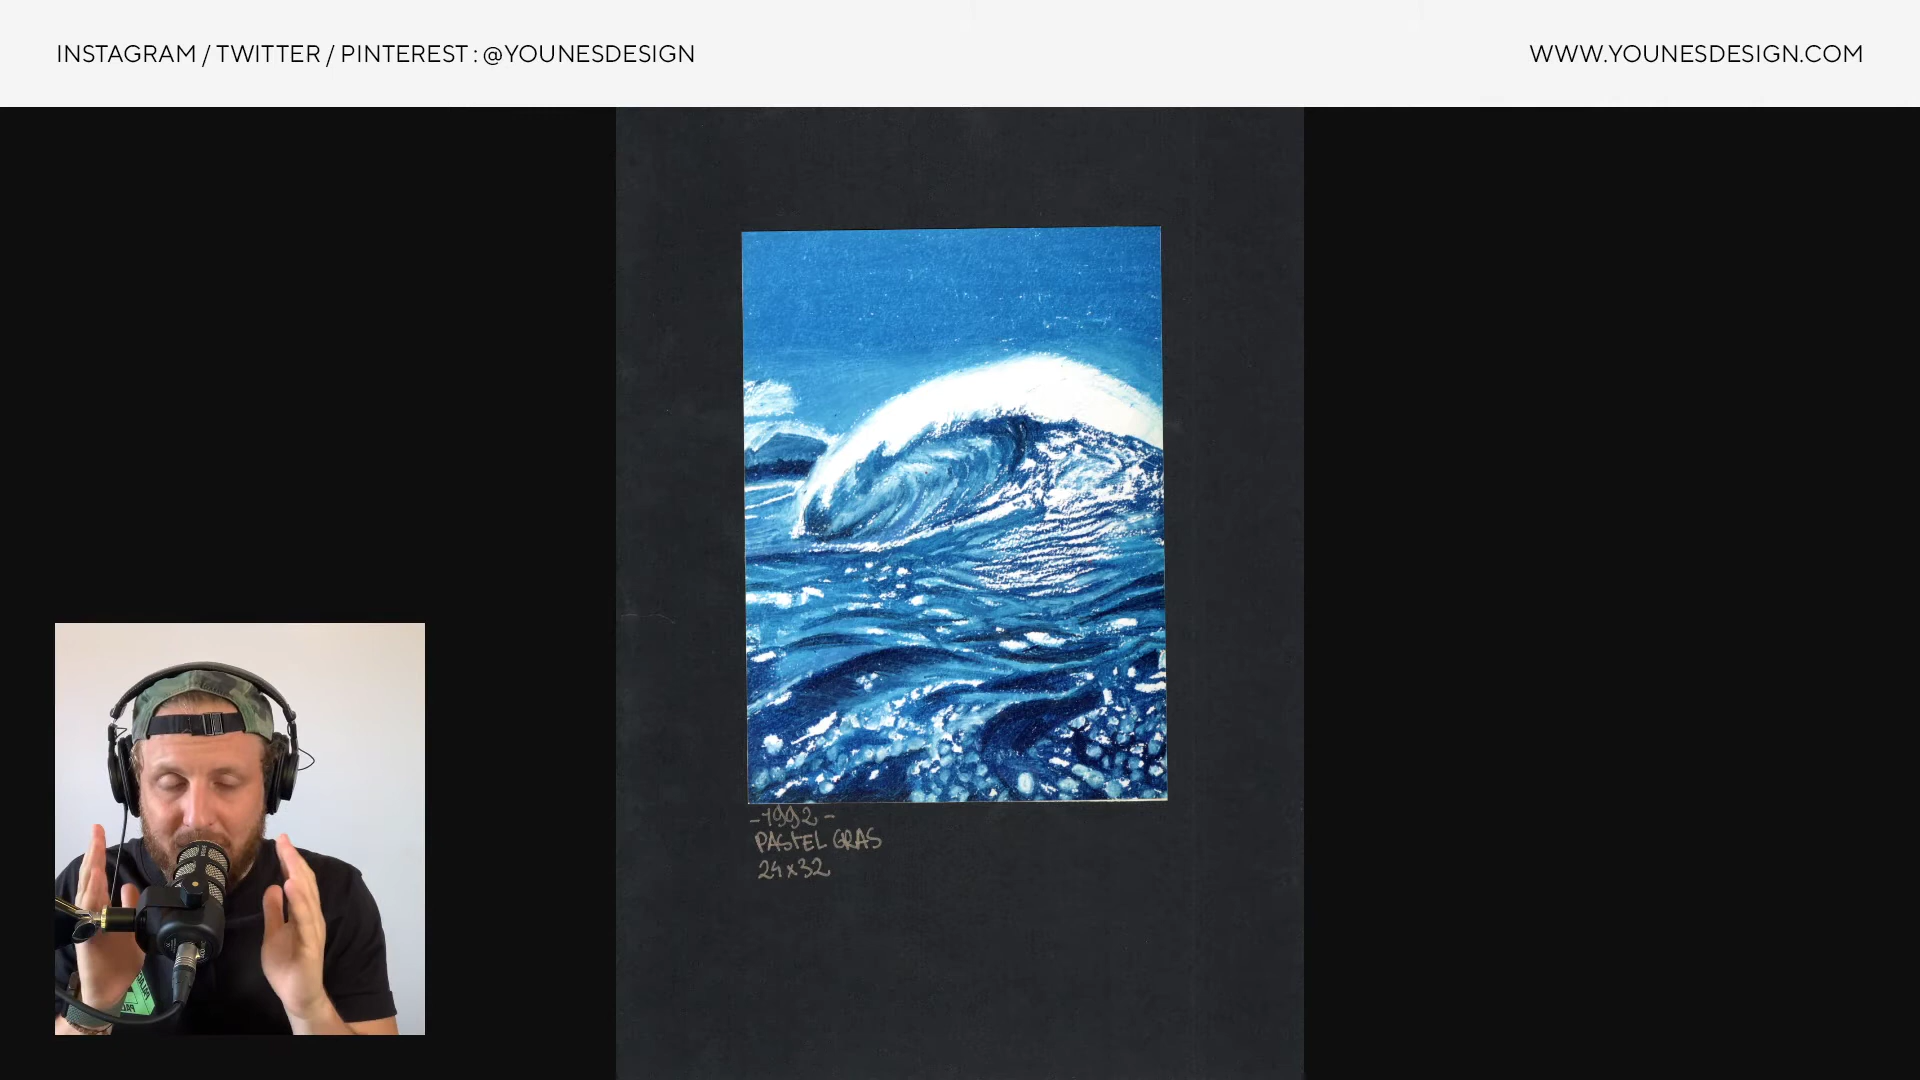 INSTAGRAM / TWITTER / PINTEREST : @YOUNESDESIGN
WWW.YOUNESDESIGN.COM
-1992-
PASTEL GRAS
24x32